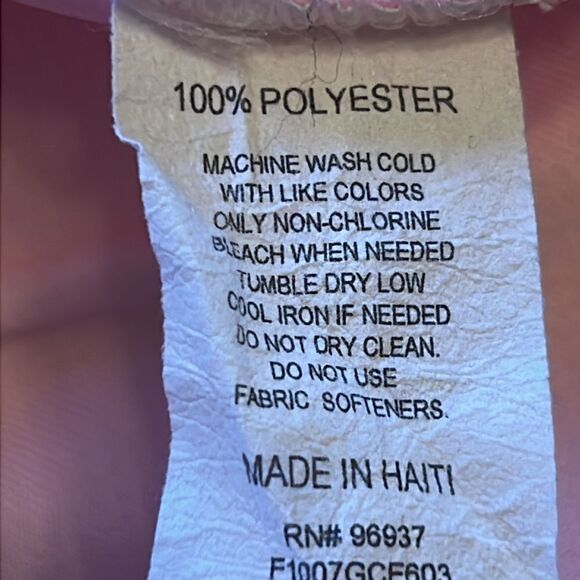 100% POLYESTER
MACHINE WASH COLD
WITH LIKE COLORS
ONLY NON-CHLORINE
BLEACH WHEN NEEDED
TUMBLE DRY LOW
COOL IRON IF NEEDED
DO NOT DRY CLEAN.
DO NOT USE
FABRIC SOFTENERS.
MADE IN HAITI
RN# 96937
F1007GCF603